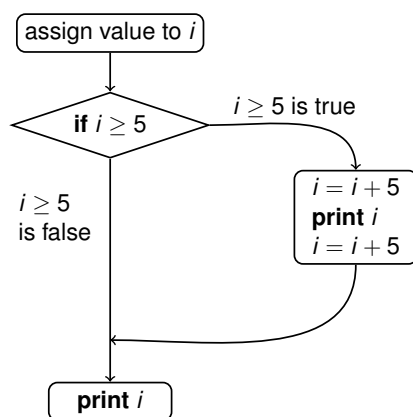 assign value to i
if i ≥ 5
i ≥ 5 is true
i ≥ 5
is false
i = i + 5
print i
i = i + 5
print i